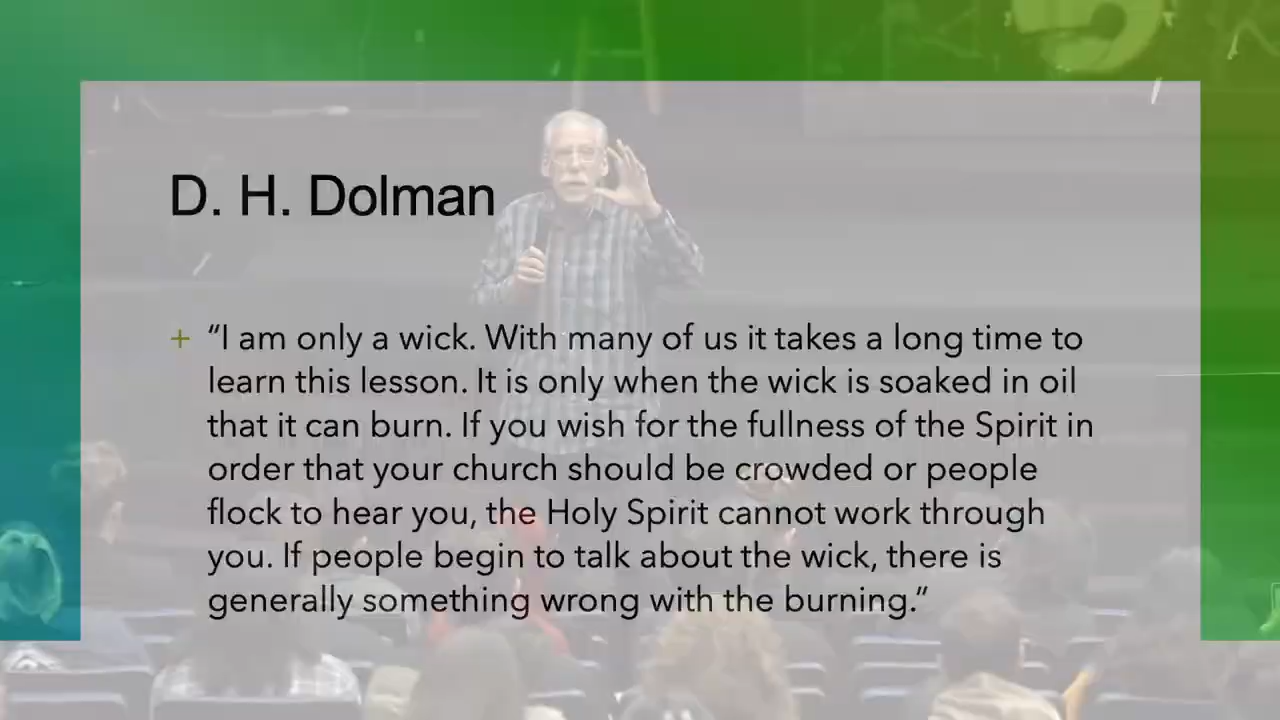 D. H. Dolman
+ “I am only a wick. With many of us it takes a long time to
learn this lesson. It is only when the wick is soaked in oil
that it can burn. If you wish for the fullness of the Spirit in
order that your church should be crowded or people
flock to hear you, the Holy Spirit cannot work through
you. If people begin to talk about the wick, there is
generally something wrong with the burning.”